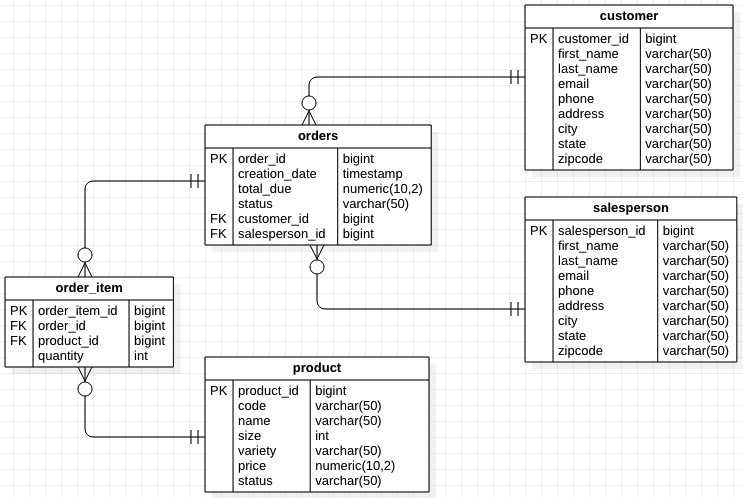 customer
PK customer_id bigint
first_name varchar(50)
last_name varchar(50)
email varchar(50)
phone varchar(50)
address varchar(50)
city varchar(50)
state varchar(50)
zipcode varchar(50)
orders
PK order_id bigint
creation_date timestamp
total_due numeric(10,2)
status varchar(50)
FK customer_id bigint
FK salesperson_id bigint
salesperson
PK salesperson_id bigint
first_name varchar(50)
last_name varchar(50)
email varchar(50)
phone varchar(50)
address varchar(50)
city varchar(50)
state varchar(50)
zipcode varchar(50)
order_item
PK order_item_id bigint
FK order_id bigint
FK product_id bigint
quantity int
product
PK product_id bigint
code varchar(50)
name varchar(50)
size int
variety varchar(50)
price numeric(10,2)
status varchar(50)